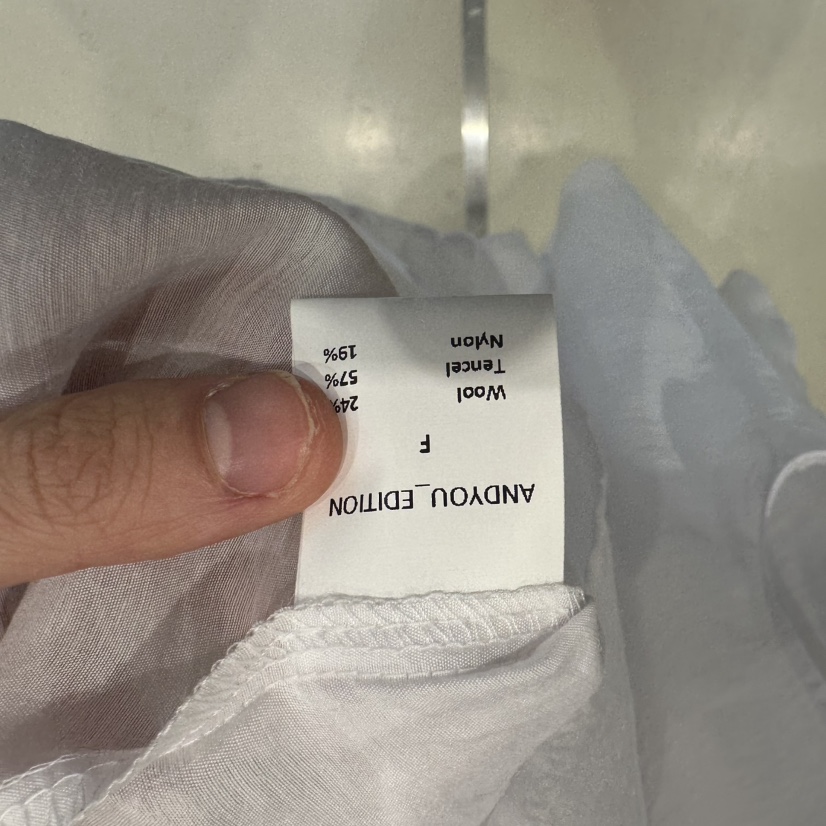 ANDYOU_EDITION
F
Wool 24%
Tencel 57%
Nylon 19%